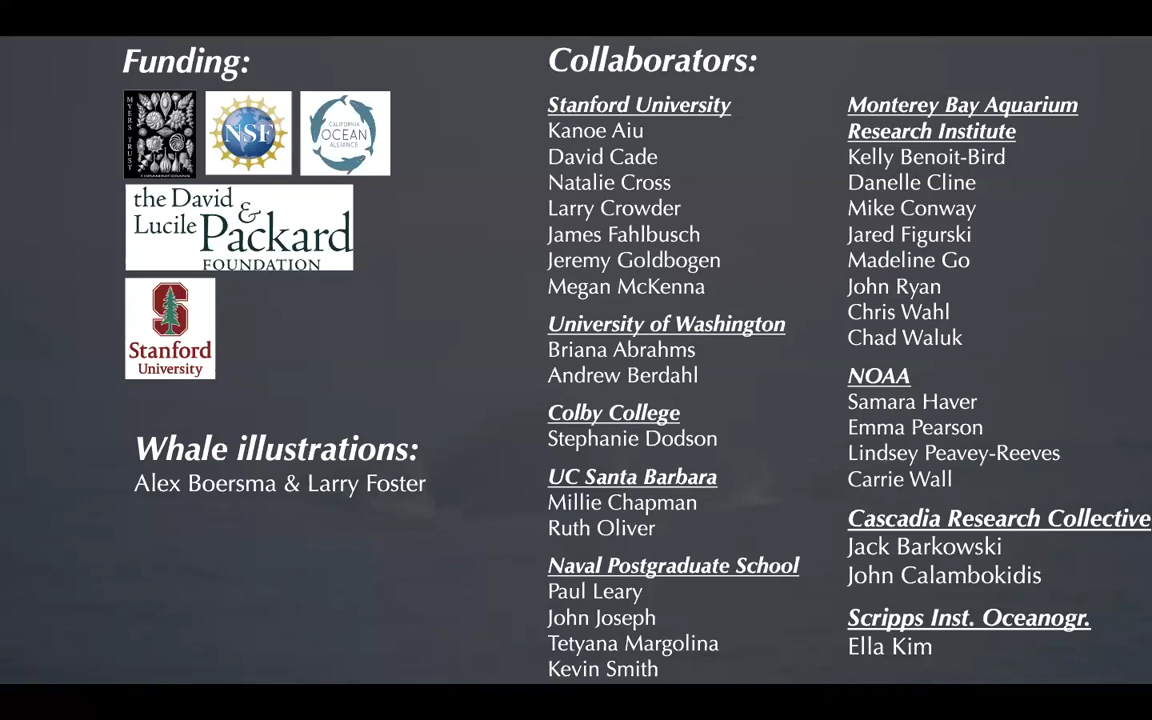 Funding:
MYERS TRUST
FORAMINIFERANS
NSF
CALIFORNIA
OCEAN
ALLIANCE
the David
&
Lucile Packard
FOUNDATION
S
Stanford
University
Whale illustrations:
Alex Boersma & Larry Foster
Collaborators:
Stanford University
Kanoe Aiu
David Cade
Natalie Cross
Larry Crowder
James Fahlbusch
Jeremy Goldbogen
Megan McKenna
University of Washington
Briana Abrahms
Andrew Berdahl
Colby College
Stephanie Dodson
UC Santa Barbara
Millie Chapman
Ruth Oliver
Naval Postgraduate School
Paul Leary
John Joseph
Tetyana Margolina
Kevin Smith
Monterey Bay Aquarium
Research Institute
Kelly Benoit-Bird
Danelle Cline
Mike Conway
Jared Figurski
Madeline Go
John Ryan
Chris Wahl
Chad Waluk
NOAA
Samara Haver
Emma Pearson
Lindsey Peavey-Reeves
Carrie Wall
Cascadia Research Collective
Jack Barkowski
John Calambokidis
Scripps Inst. Oceanogr.
Ella Kim